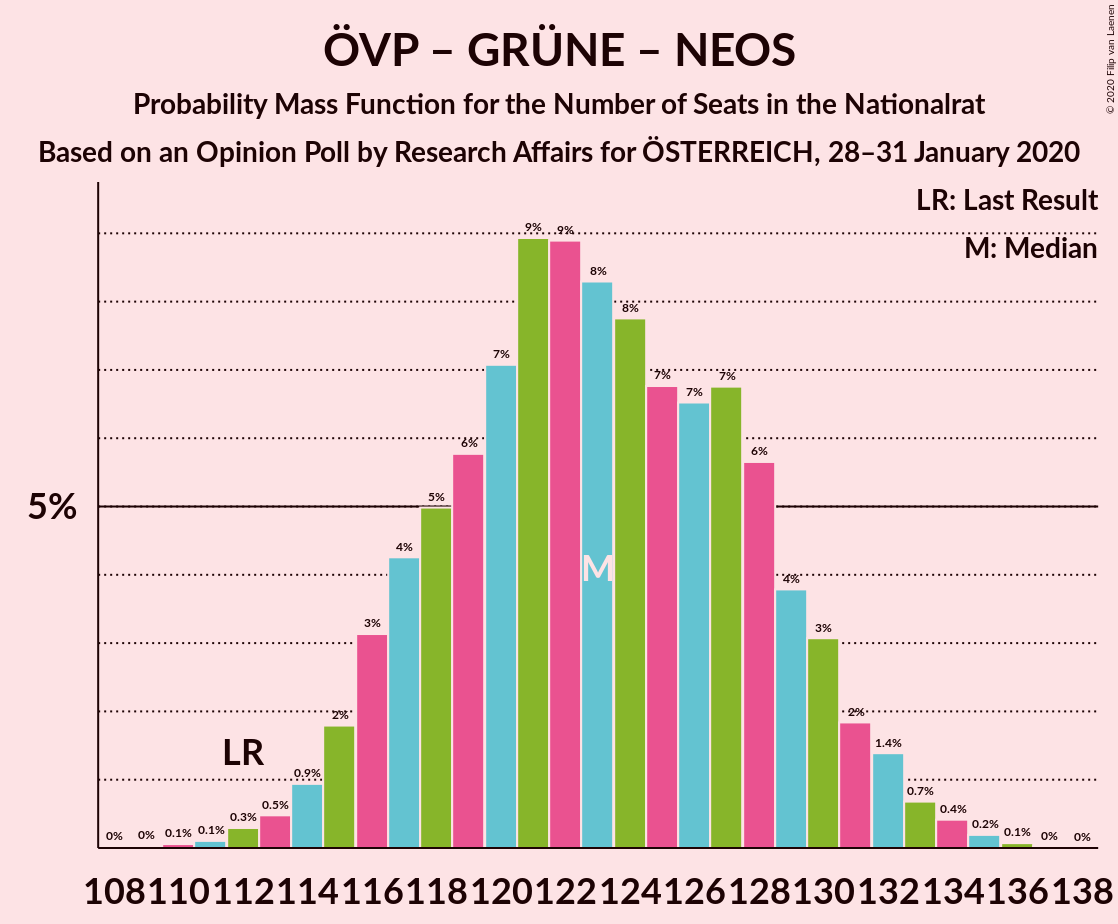 ÖVP – GRÜNE – NEOS
Probability Mass Function for the Number of Seats in the Nationalrat
Based on an Opinion Poll by Research Affairs for ÖSTERREICH, 28–31 January 2020
© 2020 Filip van Laenen
LR: Last Result
M: Median
5%
0% 0% 0.1% 0.1% 0.3% 0.5% 0.9% 2% 3% 4% 5% 6% 7% 9% 9% 8% 8% 7% 7% 7% 6% 4% 3% 2% 1.4% 0.7% 0.4% 0.2% 0.1% 0% 0%
M
LR
108 110 112 114 116 118 120 122 124 126 128 130 132 134 136 138